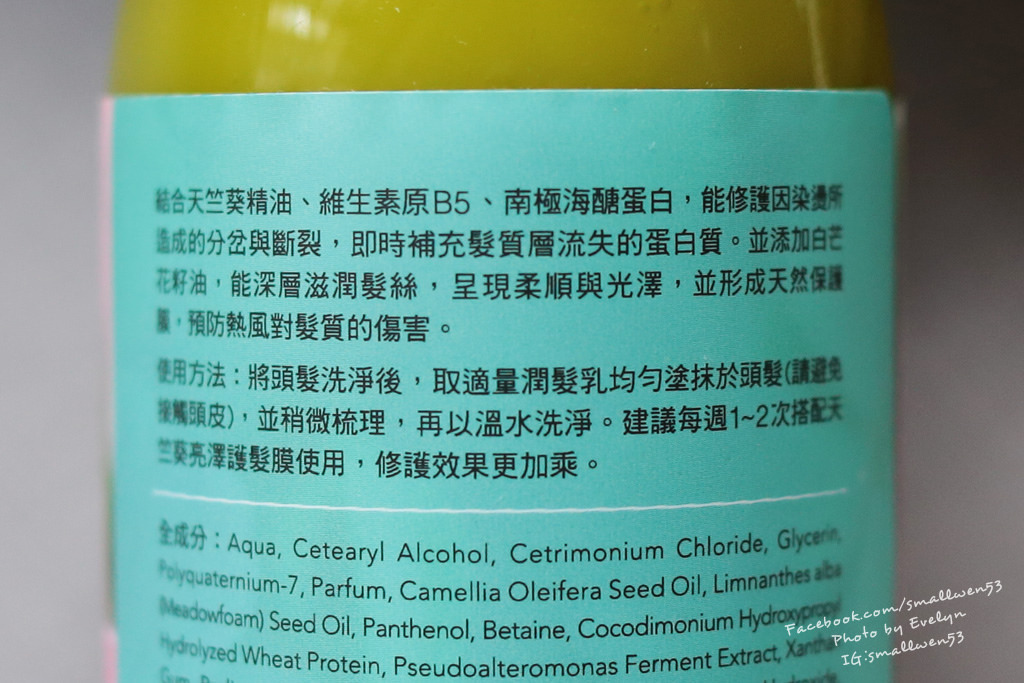 結合天竺葵精油、維生素原B5、南極海醣蛋白，能修護因染燙所
造成的分岔與斷裂，即時補充髮質層流失的蛋白質。並添加白芒
花籽油，能深層滋潤髮絲，呈現柔順與光澤，並形成天然保護
膜，預防熱風對髮質的傷害。
使用方法：將頭髮洗淨後，取適量潤髮乳均勻塗抹於頭髮(請避免
接觸頭皮)，並稍微梳理，再以溫水洗淨。建議每週1~2次搭配天
竺葵亮澤護髮膜使用，修護效果更加乘。
全成分：Aqua, Cetearyl Alcohol, Cetrimonium Chloride, Glycerin,
Polyquaternium-7, Parfum, Camellia Oleifera Seed Oil, Limnanthes alba
(Meadowfoam) Seed Oil, Panthenol, Betaine, Cocodimonium Hydroxypropyl
Hydrolyzed Wheat Protein, Pseudoalteromonas Ferment Extract, Xanthan
Gum,
Facebook.com/smallwen53
Photo by Evelyn
IG:smallwen53